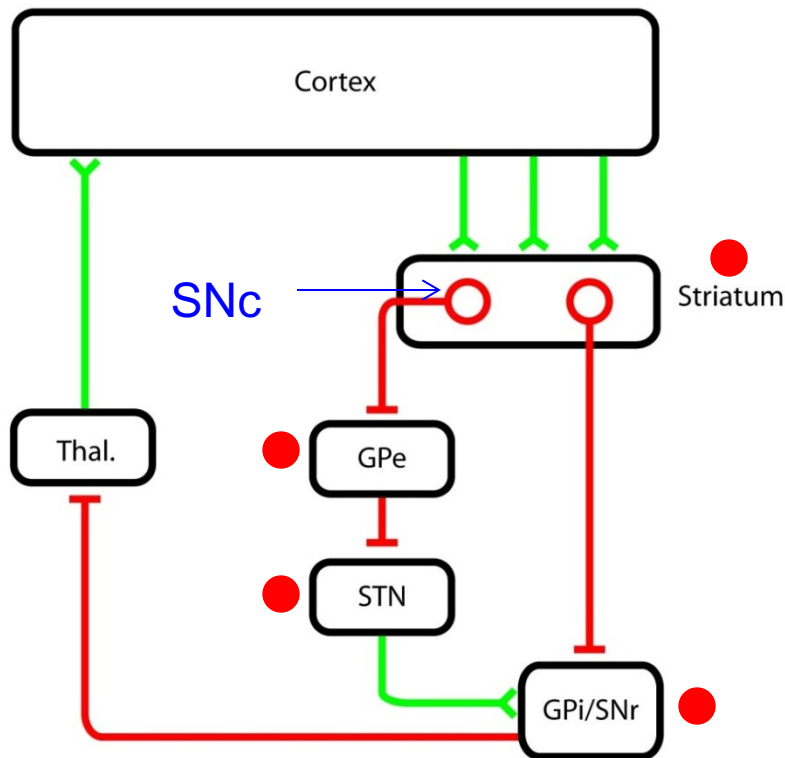 Cortex
SNc
Striatum
Thal.
GPe
STN
GPi/SNr